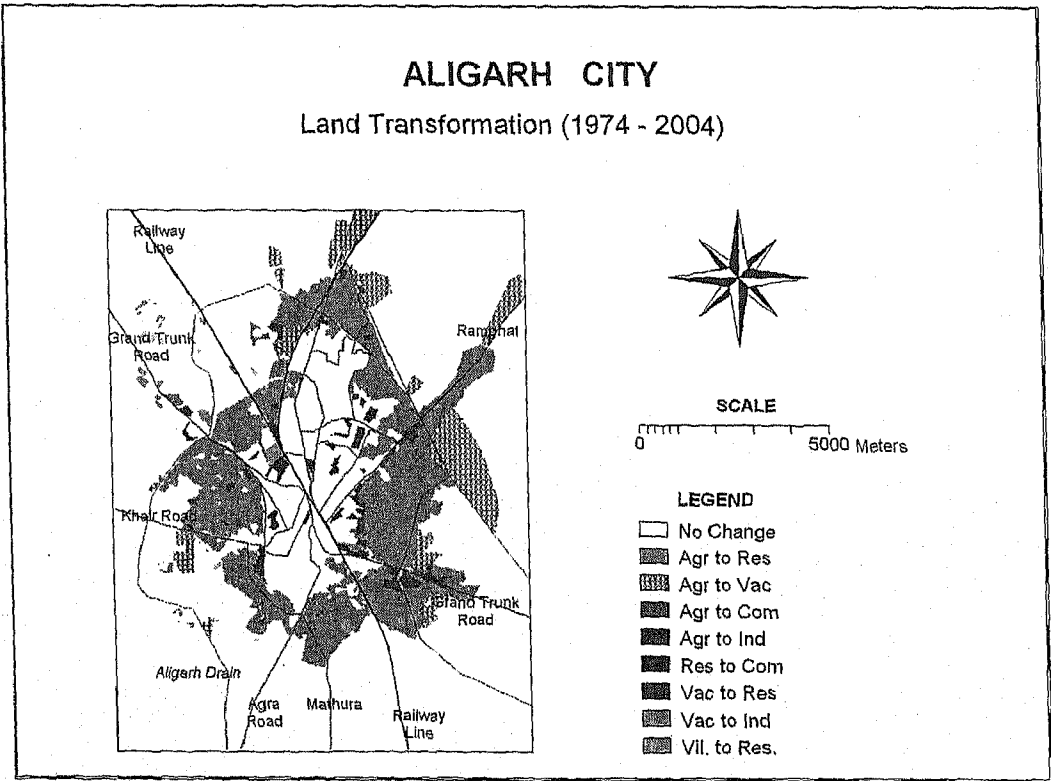 ALIGARH CITY
Land Transformation (1974 - 2004)
Railway
Line
Grand Trunk
Road
Ramghat
Khair Road
Grand Trunk
Road
Aligarh Drain
Agra
Road
Mathura
Railway
Line
SCALE
0
5000 Meters
LEGEND
No Change
Agr to Res
Agr to Vac
Agr to Com
Agr to Ind
Res to Com
Vac to Res
Vac to Ind
Vil. to Res.